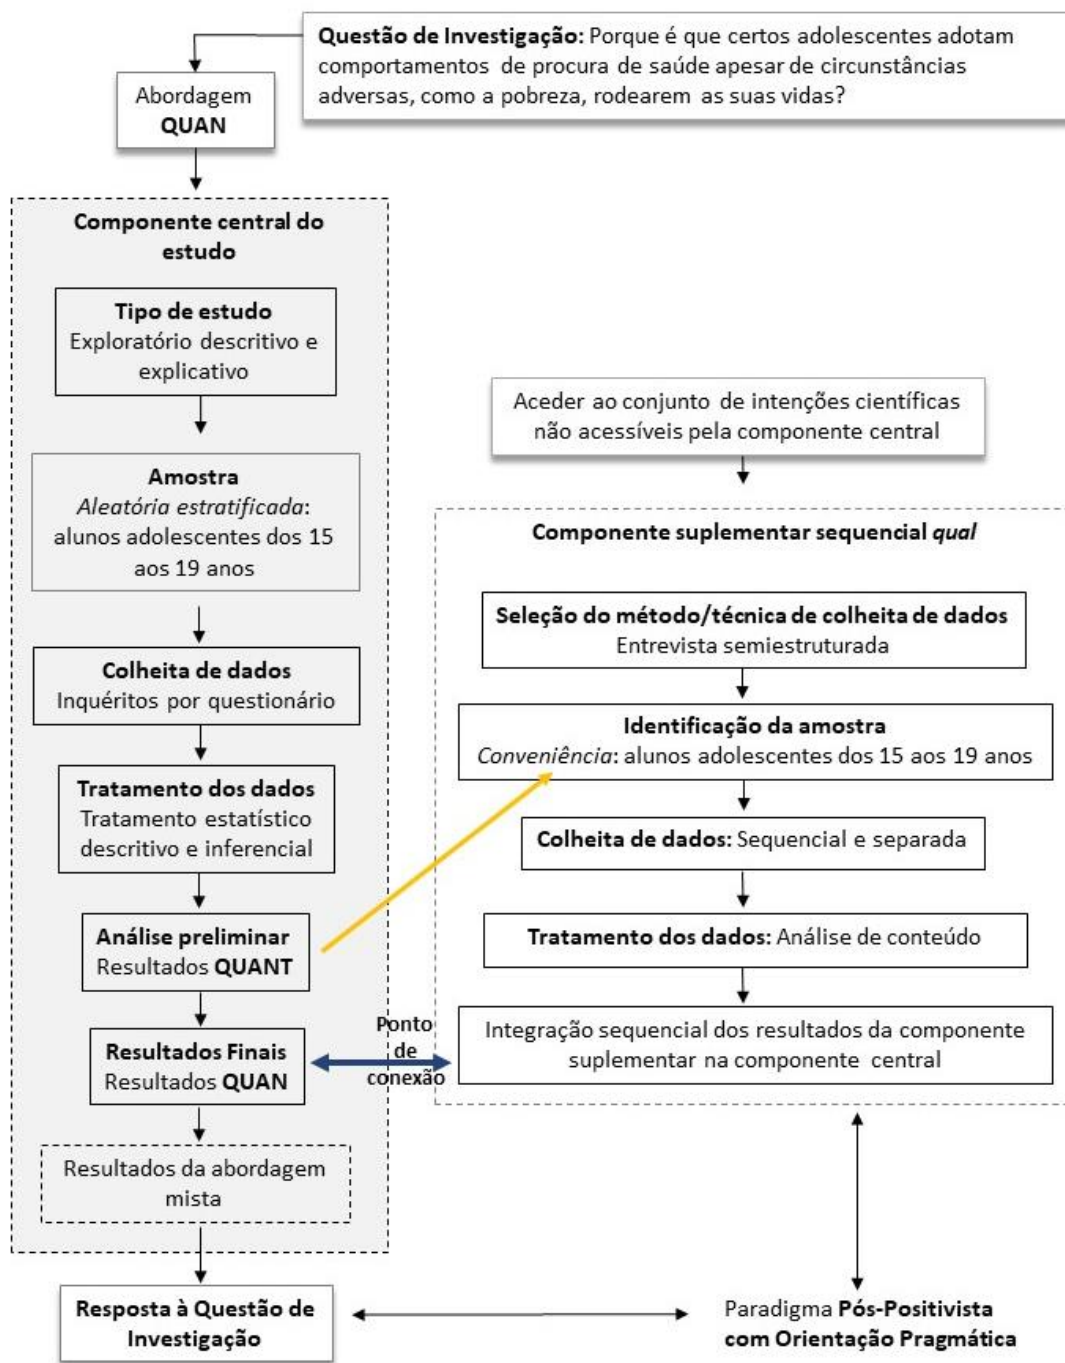 Questão de Investigação: Porque é que certos adolescentes adotam
comportamentos de procura de saúde apesar de circunstâncias
adversas, como a pobreza, rodearem as suas vidas?
Abordagem
QUAN
Componente central do
estudo
Tipo de estudo
Exploratório descritivo e
explicativo
Amostra
Aleatória estratificada:
alunos adolescentes dos 15
aos 19 anos
Colheita de dados
Inquéritos por questionário
Tratamento dos dados
Tratamento estatístico
descritivo e inferencial
Análise preliminar
Resultados QUANT
Resultados Finais
Resultados QUAN
Resultados da abordagem
mista
Resposta à Questão de
Investigação
Ponto
de
conexão
Aceder ao conjunto de intenções científicas
não acessíveis pela componente central
Componente suplementar sequencial qual
Seleção do método/técnica de colheita de dados
Entrevista semiestruturada
Identificação da amostra
Conveniência: alunos adolescentes dos 15 aos 19 anos
Colheita de dados: Sequencial e separada
Tratamento dos dados: Análise de conteúdo
Integração sequencial dos resultados da componente
suplementar na componente central
Paradigma Pós-Positivista
com Orientação Pragmática